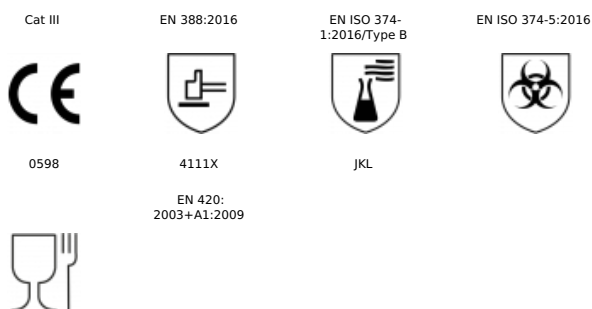 Cat III
EN 388:2016
EN ISO 374-
1:2016/Type B
EN ISO 374-5:2016
CE
0598
4111X
JKL
EN 420:
2003+A1:2009